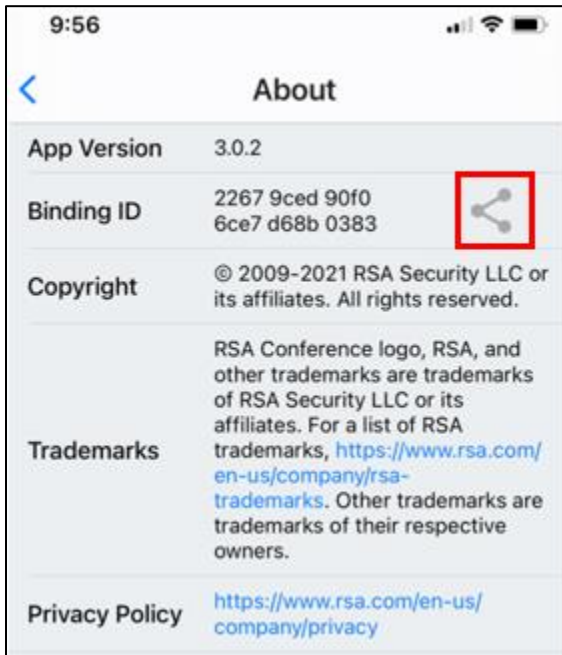 9:56
About
App Version
3.0.2
Binding ID
2267 9ced 90f0
6ce7 d68b 0383
Copyright
© 2009-2021 RSA Security LLC or
its affiliates. All rights reserved.
Trademarks
RSA Conference logo, RSA, and
other trademarks are trademarks
of RSA Security LLC or its
affiliates. For a list of RSA
trademarks, https://www.rsa.com/
en-us/company/rsa-
trademarks. Other trademarks are
trademarks of their respective
owners.
Privacy Policy
https://www.rsa.com/en-us/
company/privacy